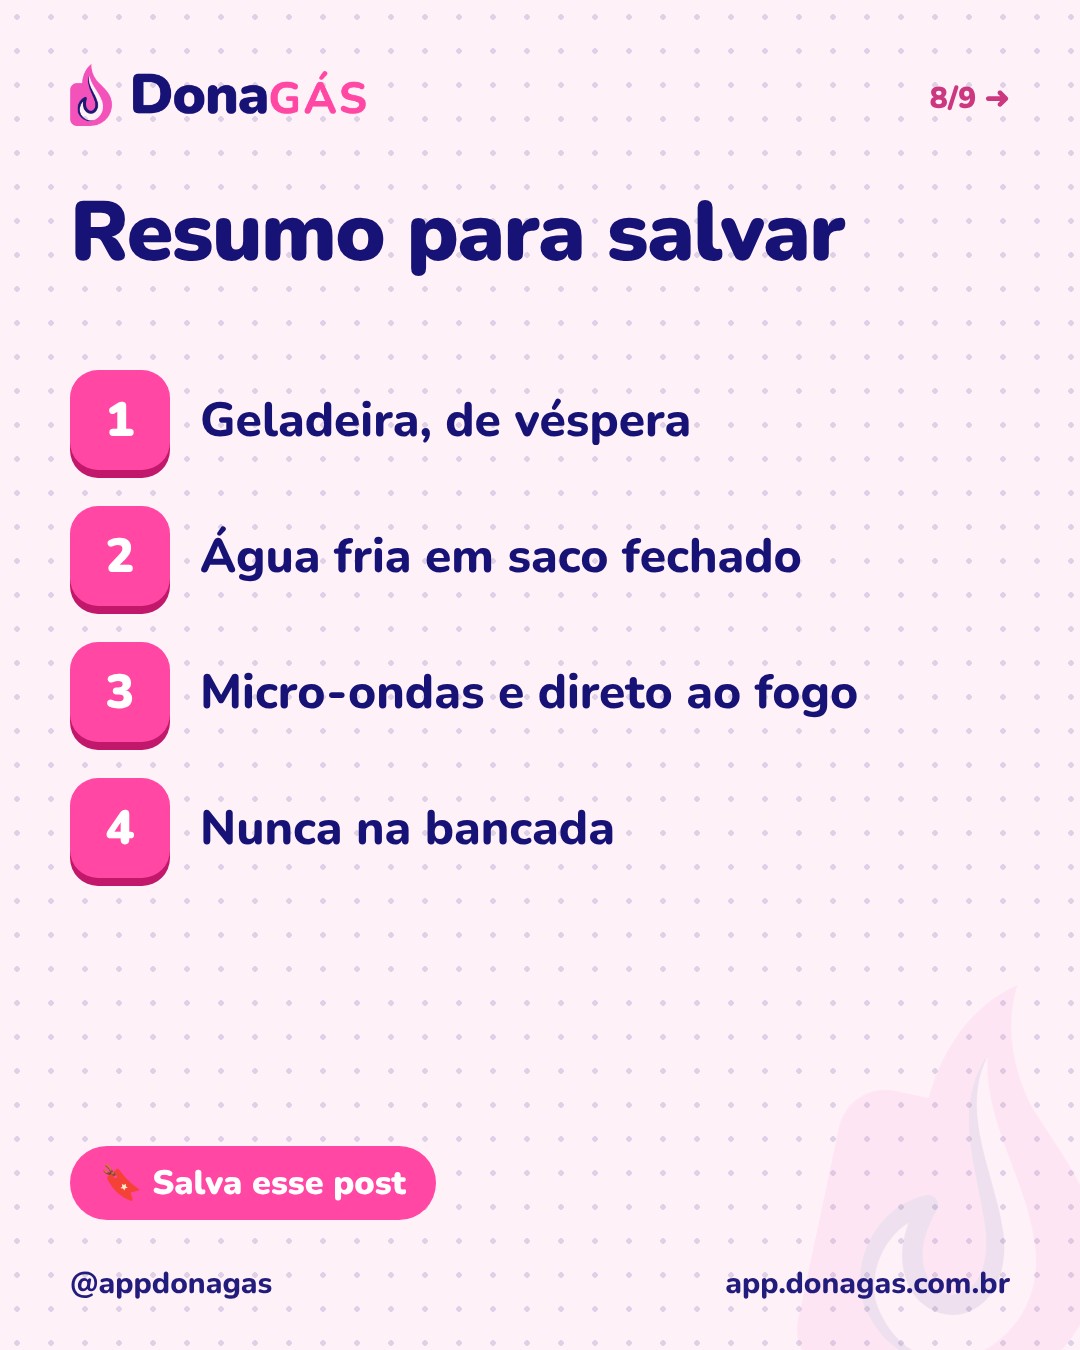 DonaGÁS
8/9 →
Resumo para salvar
1 Geladeira, de véspera
2 Água fria em saco fechado
3 Micro-ondas e direto ao fogo
4 Nunca na bancada
🔖 Salva esse post
@appdonagas
app.donagas.com.br